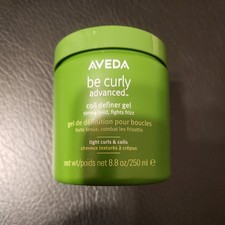 AVEDA
be curly
advanced™
coil definer gel
strong hold, fights frizz
gel de définition pour boucles
tenue forte, combat les frisottis
tight curls & coils
cheveux texturés à crépus
net wt/poids net 8.8 oz/250 ml ℮